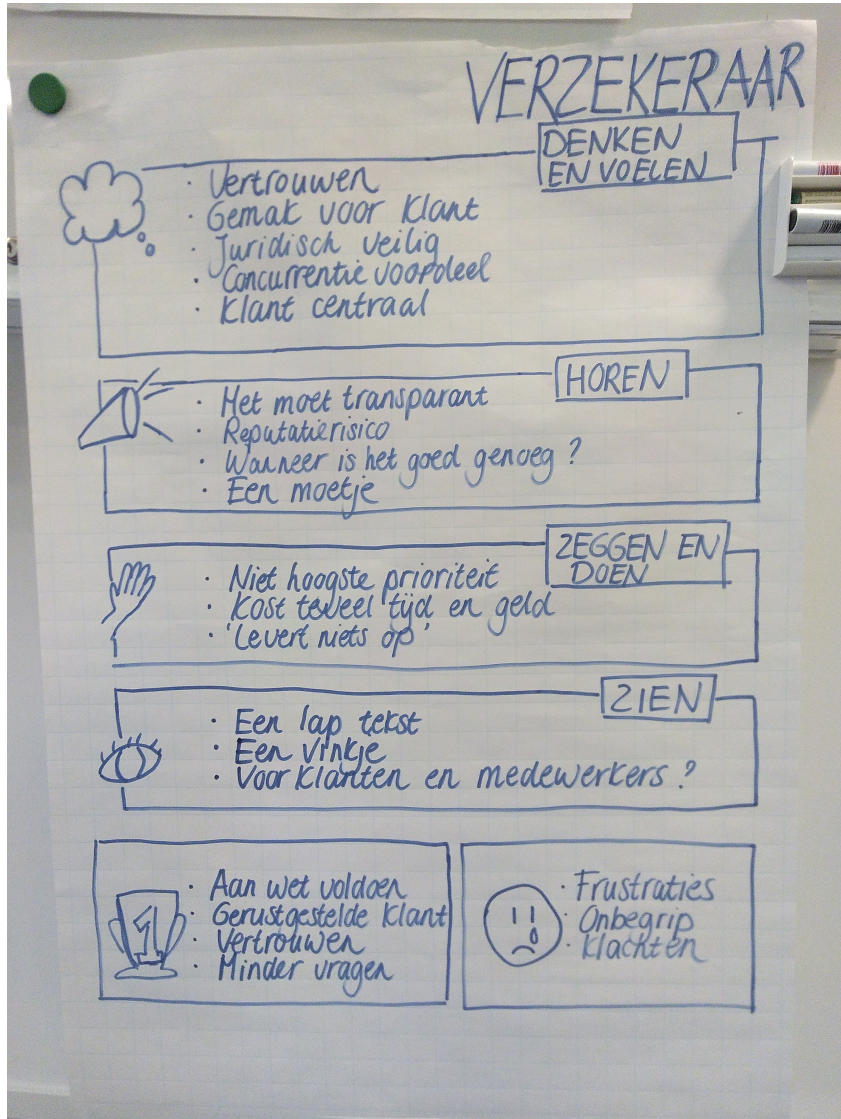 VERZEKERAAR
DENKEN
EN VOELEN
· Vertrouwen
· Gemak voor klant
· Juridisch veilig
· Concurrentie voordeel
· Klant centraal
HOREN
· Het moet transparant
· Reputatierisico
· Wanneer is het goed genoeg?
· Een moetje
ZEGGEN EN
DOEN
· Niet hoogste prioriteit
· Kost teveel tijd en geld
· 'Levert niets op'
ZIEN
· Een lap tekst
· Een vinkje
· Voor klanten en medewerkers?
1
· Aan wet voldoen
· Gerustgestelde klant
· Vertrouwen
· Minder vragen
· Frustraties
· Onbegrip
· Klachten